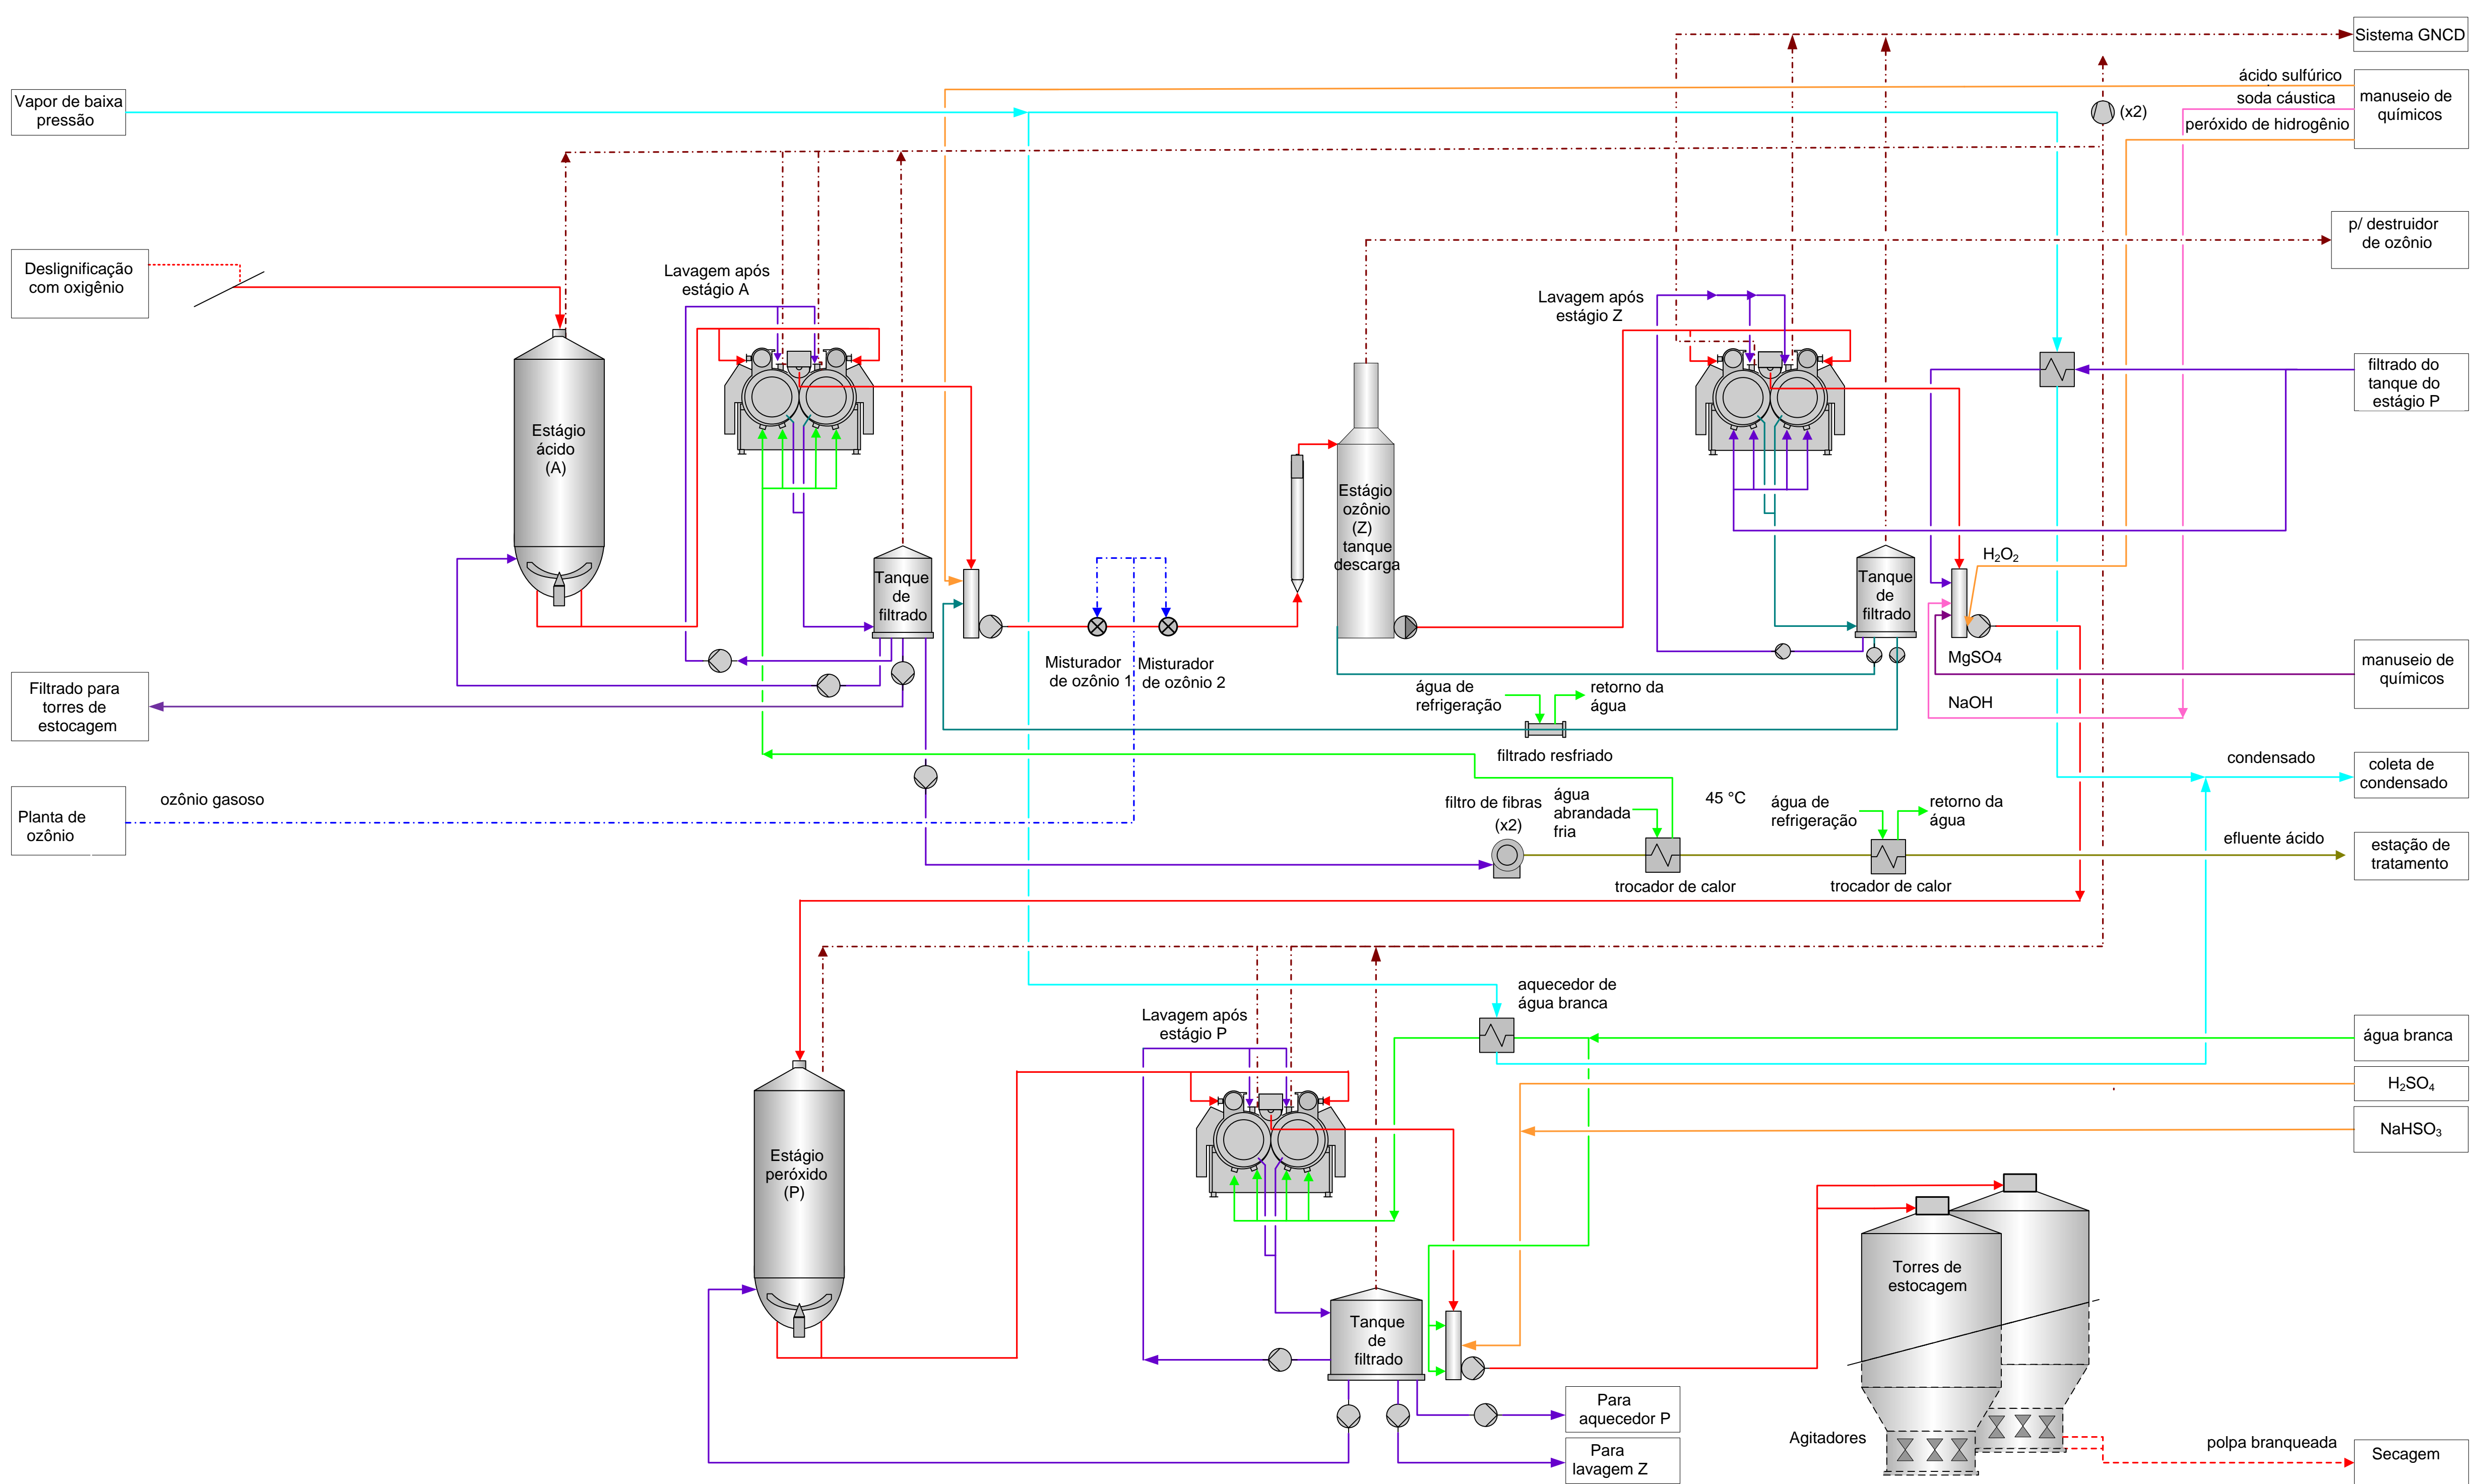 Sistema GNCD
ácido sulfúrico
soda cáustica
peróxido de hidrogênio
manuseio de
químicos
Vapor de baixa
pressão
(x2)
p/ destruidor
de ozônio
Deslignificação
com oxigênio
Lavagem após
estágio A
Lavagem após
estágio Z
filtrado do
tanque do
estágio P
Estágio
ácido
(A)
Estágio
ozônio
(Z)
tanque
descarga
Tanque
de
filtrado
Tanque
de
filtrado
H₂O₂
Misturador
de ozônio 1
Misturador
de ozônio 2
MgSO4
NaOH
manuseio de
químicos
Filtrado para
torres de
estocagem
água de
refrigeração
retorno da
água
filtrado resfriado
Planta de
ozônio
ozônio gasoso
filtro de fibras
(x2)
água
abrandada
fria
45 °C
água de
refrigeração
retorno da
água
trocador de calor
trocador de calor
condensado
coleta de
condensado
efluente ácido
estação de
tratamento
aquecedor de
água branca
Lavagem após
estágio P
água branca
H₂SO₄
NaHSO₃
Estágio
peróxido
(P)
Tanque
de
filtrado
Torres de
estocagem
Para
aquecedor P
Para
lavagem Z
Agitadores
polpa branqueada
Secagem